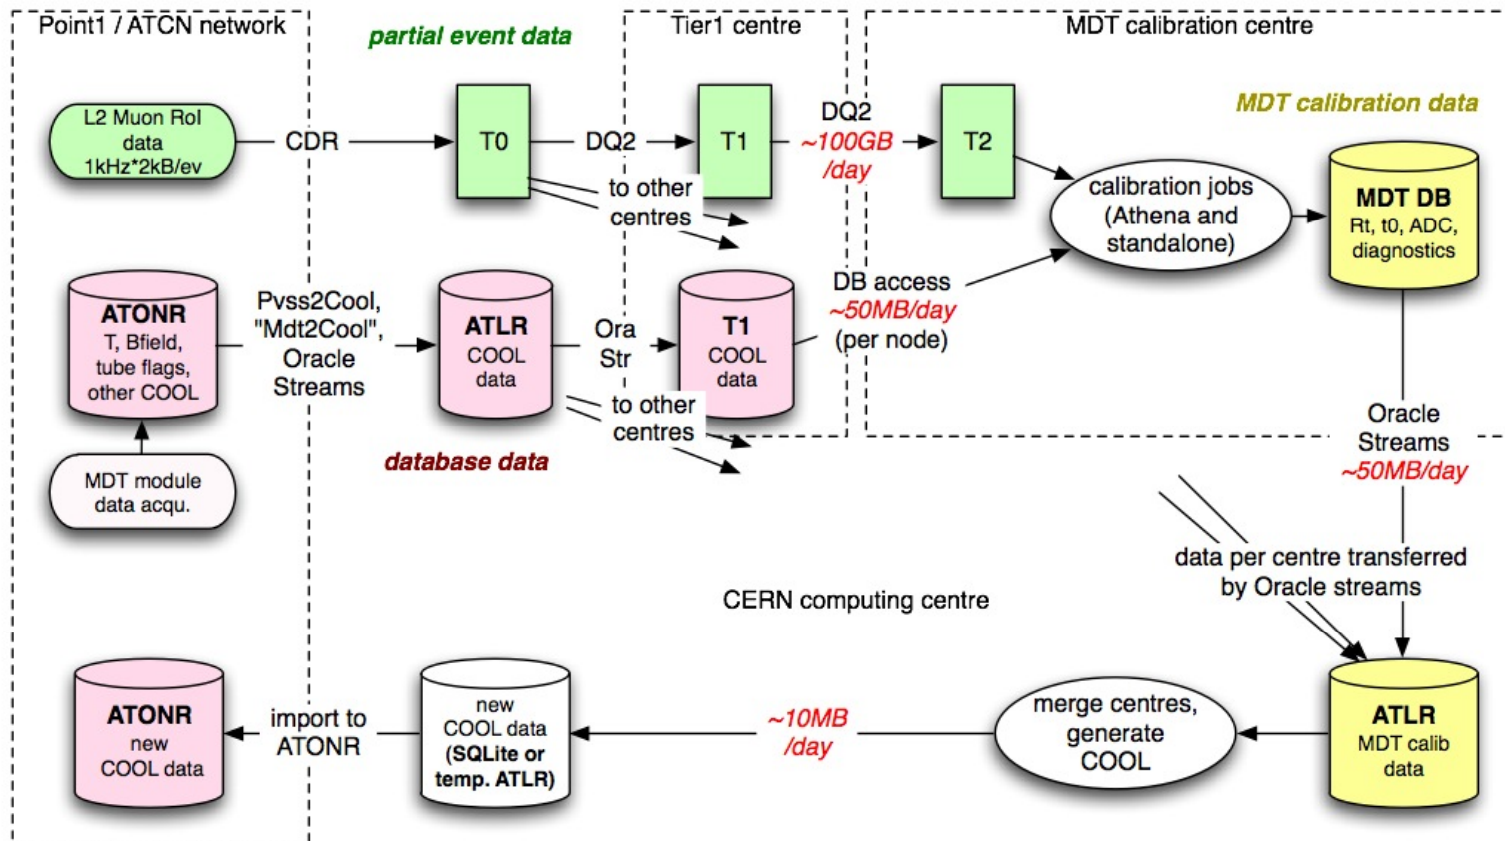 Point1 / ATCN network
partial event data
Tier1 centre
MDT calibration centre
L2 Muon RoI
data
1kHz*2kB/ev
CDR
T0
DQ2
T1
DQ2
~100GB
/day
T2
MDT calibration data
to other
centres
calibration jobs
(Athena and
standalone)
MDT DB
Rt, t0, ADC,
diagnostics
ATONR
T, Bfield,
tube flags,
other COOL
Pvss2Cool,
"Mdt2Cool",
Oracle
Streams
ATLR
COOL
data
Ora
Str
T1
COOL
data
DB access
~50MB/day
(per node)
to other
centres
database data
MDT module
data acqu.
Oracle
Streams
~50MB/day
data per centre transferred
by Oracle streams
CERN computing centre
ATONR
new
COOL data
import to
ATONR
new
COOL data
(SQLite or
temp. ATLR)
~10MB
/day
merge centres,
generate
COOL
ATLR
MDT calib
data